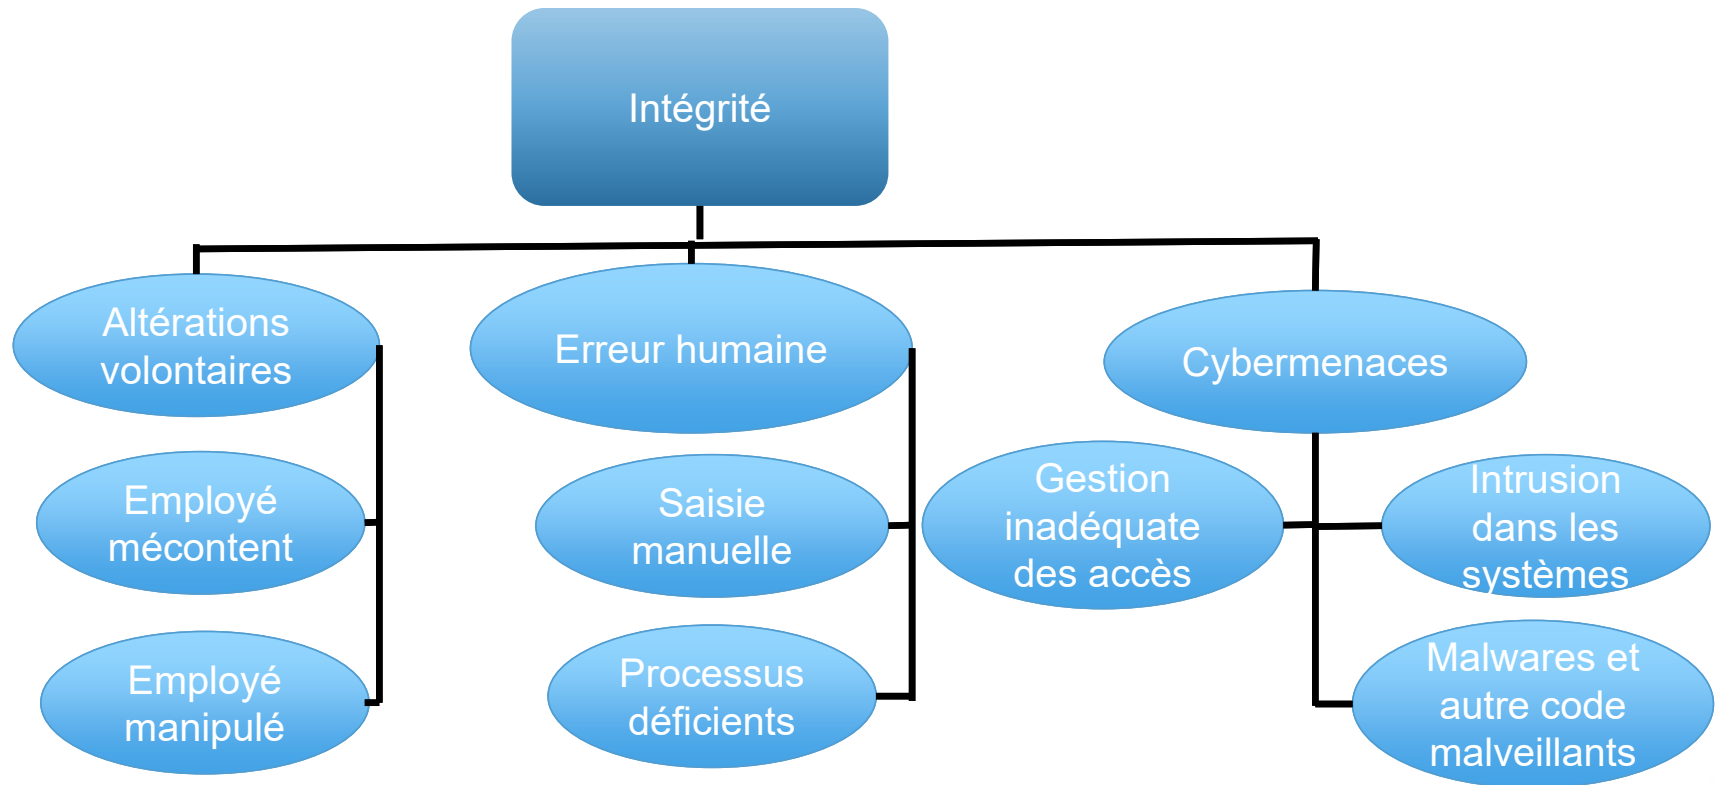 Intégrité
Altérations
volontaires
Employé
mécontent
Employé
manipulé
Erreur humaine
Saisie
manuelle
Processus
déficients
Cybermenaces
Gestion
inadéquate
des accès
Intrusion
dans les
systèmes
Malwares et
autre code
malveillants